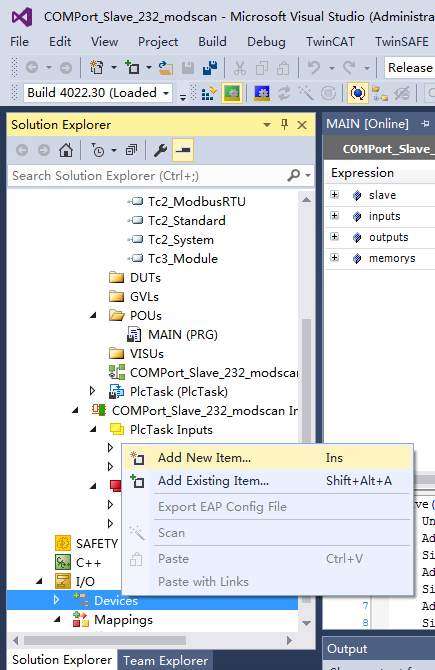 COMPort_Slave_232_modscan - Microsoft Visual Studio (Administra
File Edit View Project Build Debug TwinCAT TwinSAFE
Release
Build 4022.30 (Loaded
Solution Explorer
Search Solution Explorer (Ctrl+;)
Tc2_ModbusRTU
Tc2_Standard
Tc2_System
Tc3_Module
DUTs
GVLs
POUs
MAIN (PRG)
VISUs
COMPort_Slave_232_modscan
PlcTask (PlcTask)
COMPort_Slave_232_modscan In
PlcTask Inputs
Add New Item... Ins
Add Existing Item... Shift+Alt+A
Export EAP Config File
Scan
Paste Ctrl+V
Paste with Links
SAFETY
C++
I/O
Devices
Mappings
Solution Explorer Team Explorer
MAIN [Online]
COMPort_Slave_
Expression
slave
inputs
outputs
memorys
ve(
Un
Ad
Si
Ad
Si
7 Ad
8 Si
Output